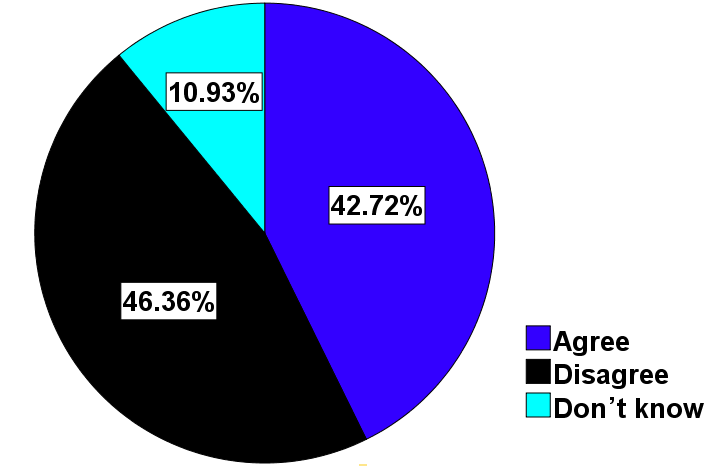 10.93%
42.72%
46.36%
Agree
Disagree
Don’t know